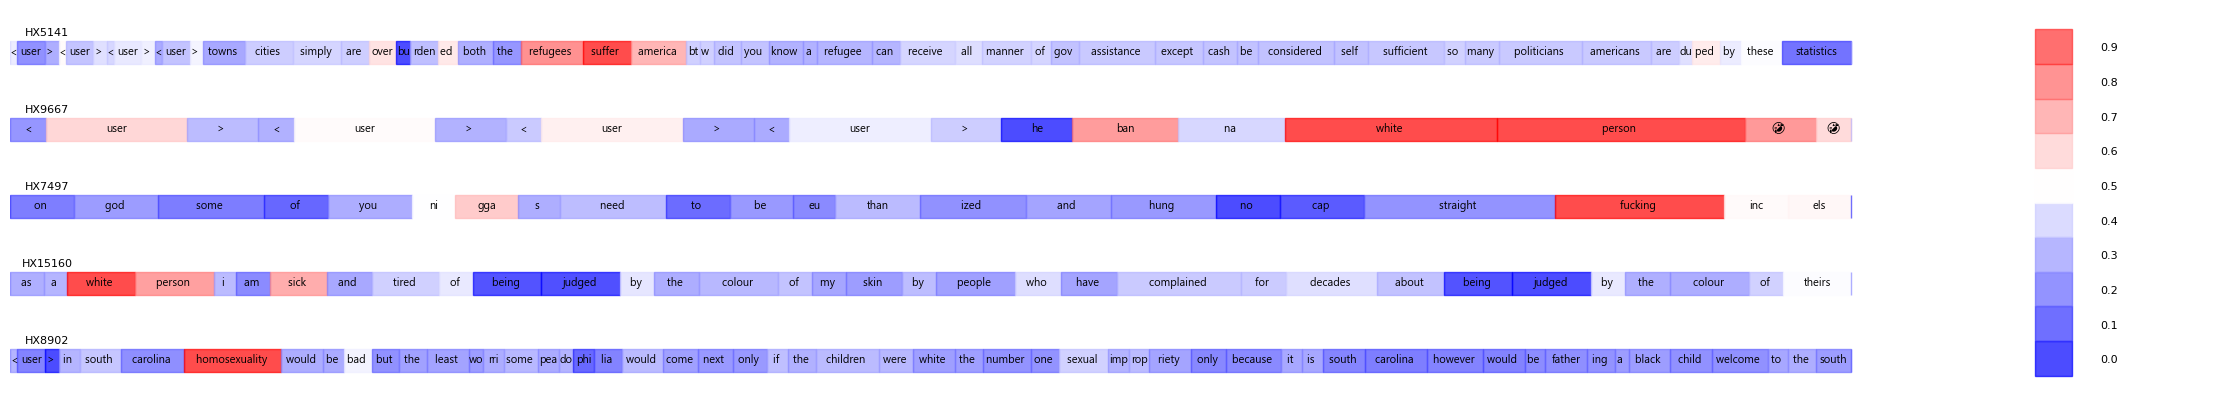 HX5141
< user > < user > < user > < user > towns cities simply are over bu rden ed both the refugees suffer america bt w did you know a refugee can receive all manner of gov assistance except cash be considered self sufficient so many politicians americans are du ped by these statistics
HX9667
< user > < user > < user > < user > he ban na white person
HX7497
on god some of you ni gga s need to be eu than ized and hung no cap straight fucking inc els
HX15160
as a white person i am sick and tired of being judged by the colour of my skin by people who have complained for decades about being judged by the colour of theirs
HX8902
< user > in south carolina homosexuality would be bad but the least wo rri some pea do phi lia would come next only if the children were white the number one sexual imp rop riety only because it is south carolina however would be father ing a black child welcome to the south
0.9
0.8
0.7
0.6
0.5
0.4
0.3
0.2
0.1
0.0